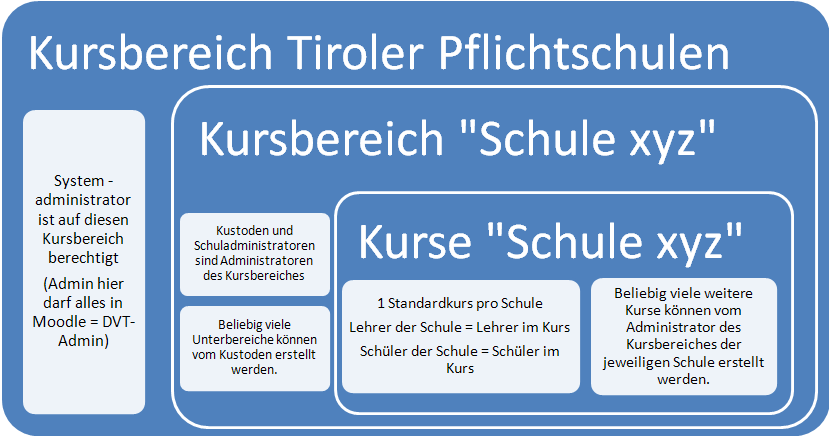 Kursbereich Tiroler Pflichtschulen
System -
administrator
ist auf diesen
Kursbereich
berechtigt
(Admin hier
darf alles in
Moodle = DVT-
Admin)
Kursbereich "Schule xyz"
Kustoden und
Schuladministratoren
sind Administratoren
des Kursbereiches
Beliebig viele
Unterbereiche können
vom Kustoden erstellt
werden.
Kurse "Schule xyz"
1 Standardkurs pro Schule
Lehrer der Schule = Lehrer im Kurs
Schüler der Schule = Schüler im
Kurs
Beliebig viele weitere
Kurse können vom
Administrator des
Kursbereiches der
jeweiligen Schule erstellt
werden.